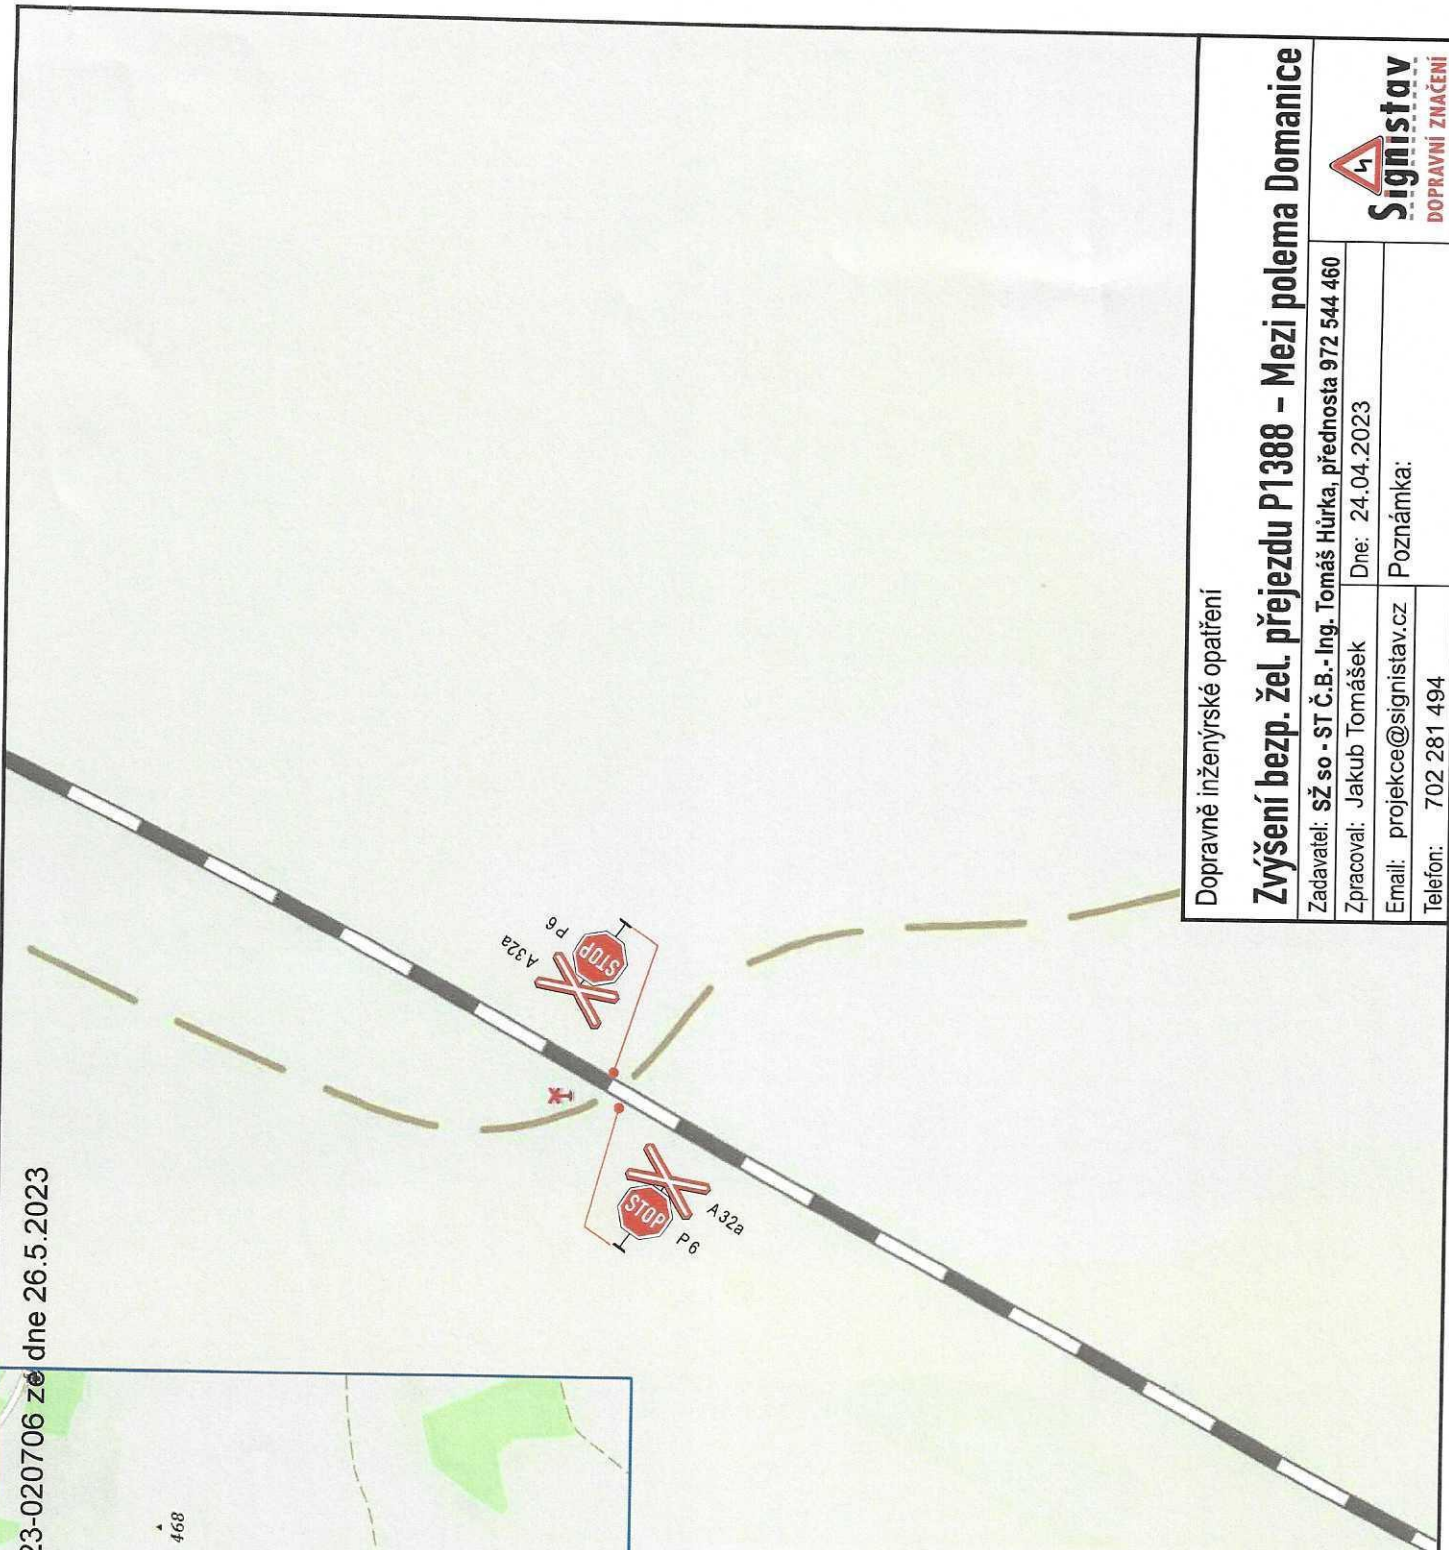 23-020706 ze dne 26.5.2023
468
A32a
P6
STOP
STOP
P6
A32a
Dopravně inženýrské opatření
Zvýšení bezp. žel. přejezdu P1388 – Mezi polema Domanice
Zadavatel: SŽ so - ST Č.B.- Ing. Tomáš Hůrka, přednosta 972 544 460
Zpracoval: Jakub Tomášek
Dne: 24.04.2023
Email: projekce@signistav.cz
Poznámka:
Telefon: 702 281 494
Signistav
DOPRAVNÍ ZNAČENÍ